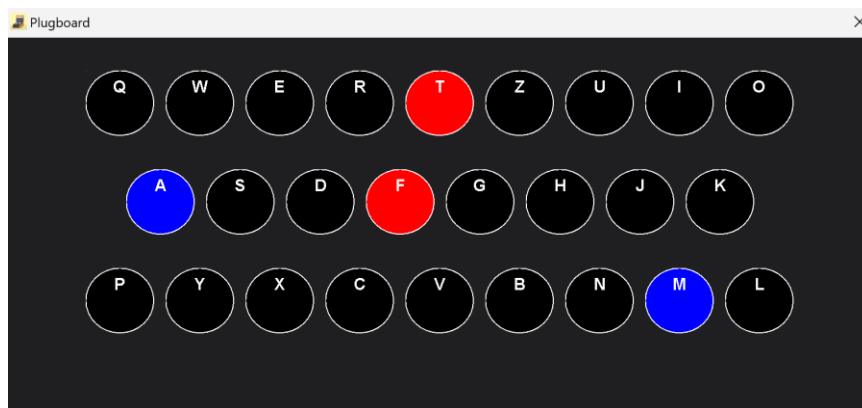 Plugboard
Q W E R T Z U I O
A S D F G H J K
P Y X C V B N M L